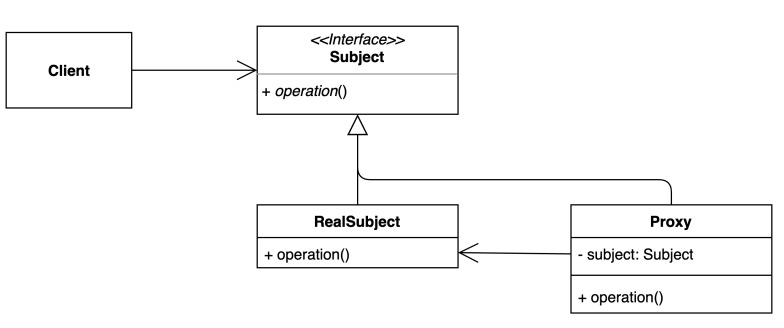 Client
<<Interface>>
Subject
+ operation()
RealSubject
+ operation()
Proxy
- subject: Subject
+ operation()